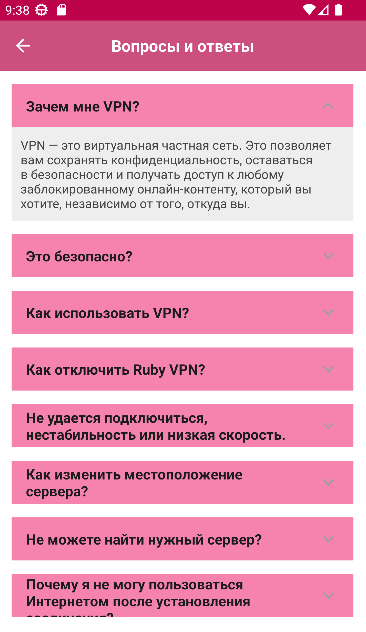 9:38
Вопросы и ответы
Зачем мне VPN?
VPN — это виртуальная частная сеть. Это позволяет
вам сохранять конфиденциальность, оставаться
в безопасности и получать доступ к любому
заблокированному онлайн-контенту, который вы
хотите, независимо от того, откуда вы.
Это безопасно?
Как использовать VPN?
Как отключить Ruby VPN?
Не удается подключиться,
нестабильность или низкая скорость.
Как изменить местоположение
сервера?
Не можете найти нужный сервер?
Почему я не могу пользоваться
Интернетом после установления
соединения?